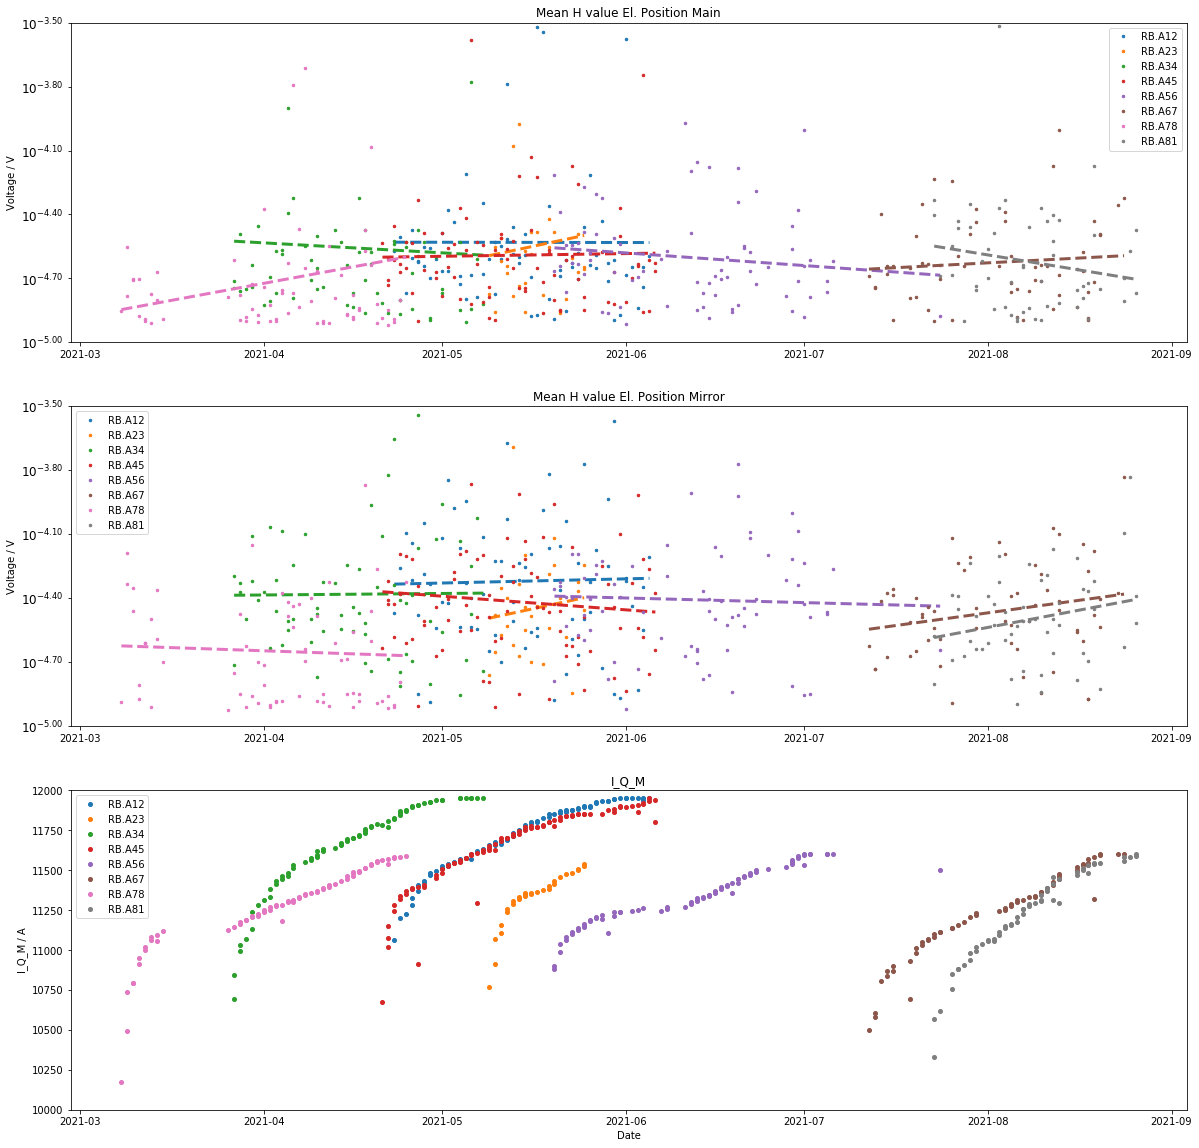 Mean H value El. Position Main
10^−3.50
10^−3.80
10^−4.10
10^−4.40
10^−4.70
10^−5.00
Voltage / V
RB.A12
RB.A23
RB.A34
RB.A45
RB.A56
RB.A67
RB.A78
RB.A81
2021-03 2021-04 2021-05 2021-06 2021-07 2021-08 2021-09
Mean H value El. Position Mirror
10^−3.50
10^−3.80
10^−4.10
10^−4.40
10^−4.70
10^−5.00
Voltage / V
RB.A12
RB.A23
RB.A34
RB.A45
RB.A56
RB.A67
RB.A78
RB.A81
2021-03 2021-04 2021-05 2021-06 2021-07 2021-08 2021-09
I_Q_M
12000
11750
11500
11250
11000
10750
10500
10250
10000
I_Q_M / A
RB.A12
RB.A23
RB.A34
RB.A45
RB.A56
RB.A67
RB.A78
RB.A81
2021-03 2021-04 2021-05 2021-06 2021-07 2021-08 2021-09
Date